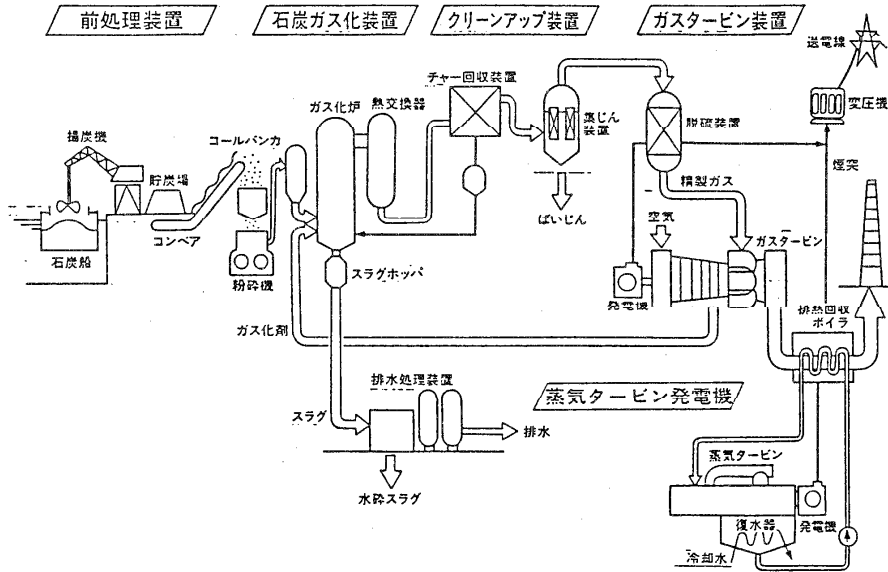 前処理装置
石炭ガス化装置
クリーンアップ装置
ガスタービン装置
送電線
変圧機
煙突
チャー回収装置
熱交換器
ガス化炉
集じん
装置
脱硫装置
精製ガス
ばいじん
空気
ガスタービン
発電機
排熱回収
ボイラ
揚炭機
貯炭場
コールバンカ
コンベア
石炭船
粉砕機
スラグホッパ
ガス化剤
排水処理装置
スラグ
排水
水砕スラグ
蒸気タービン発電機
蒸気タービン
発電機
復水器
冷却水